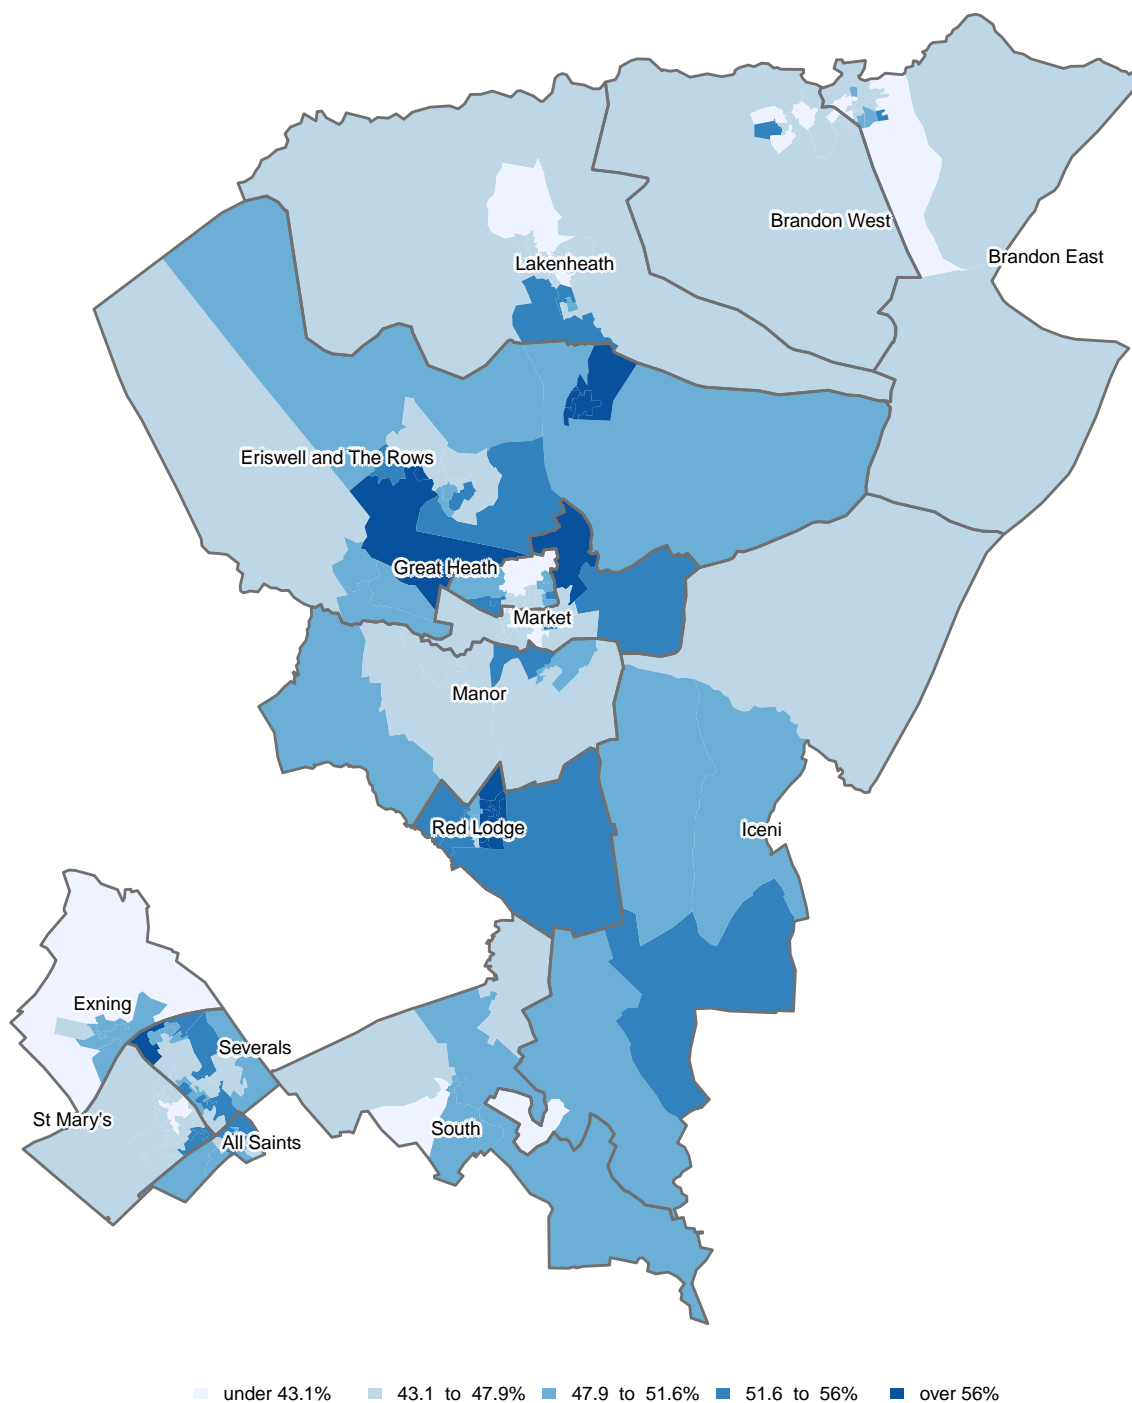 Brandon West
Brandon East
Lakenheath
Eriswell and The Rows
Great Heath
Market
Manor
Red Lodge
Iceni
Exning
Severals
St Mary's
South
All Saints
under 43.1%
43.1 to 47.9%
47.9 to 51.6%
51.6 to 56%
over 56%